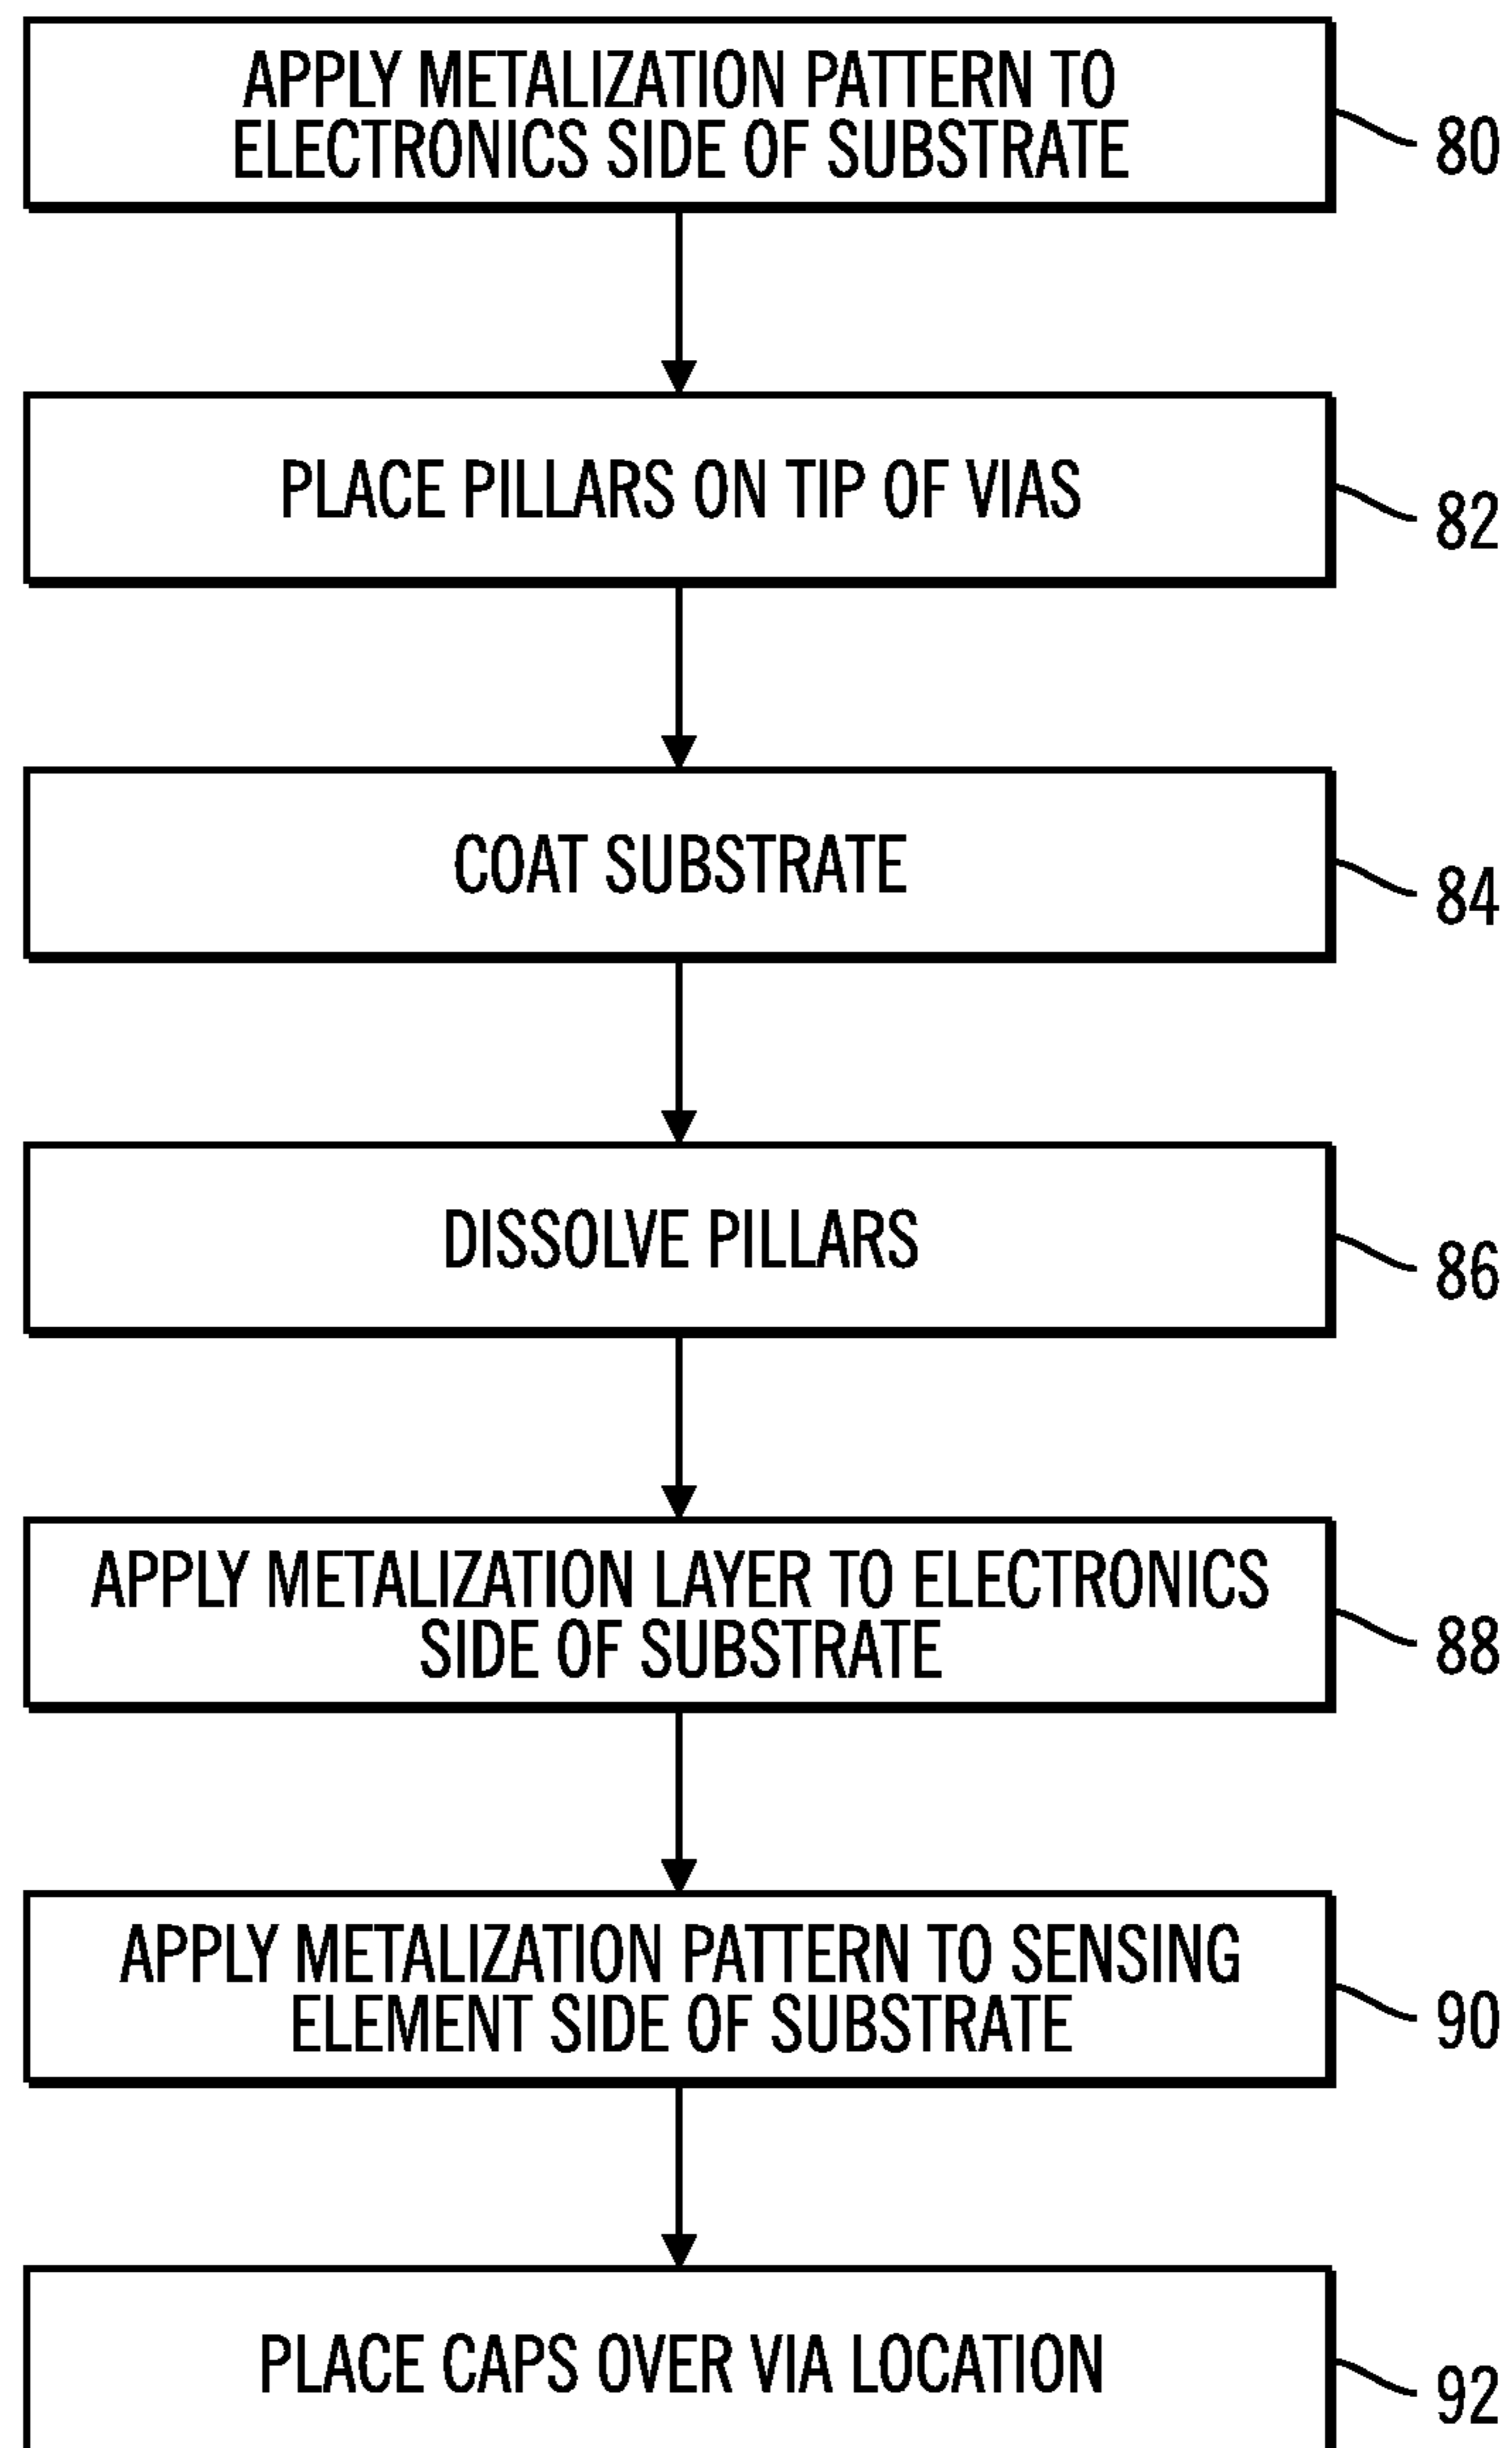 APPLY METALIZATION PATTERN TO
ELECTRONICS SIDE OF SUBSTRATE
80
PLACE PILLARS ON TIP OF VIAS
82
COAT SUBSTRATE
84
DISSOLVE PILLARS
86
APPLY METALIZATION LAYER TO ELECTRONICS
SIDE OF SUBSTRATE
88
APPLY METALIZATION PATTERN TO SENSING
ELEMENT SIDE OF SUBSTRATE
90
PLACE CAPS OVER VIA LOCATION
92